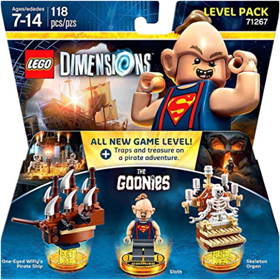 Ages/edades
7-14
118
pcs/pzs
LEVEL PACK
71267
LEGO DIMENSIONS
ALL NEW GAME LEVEL!
+ Traps and treasure on
a pirate adventure.
THE
GOONIES
One-Eyed Willy's
Pirate Ship
Sloth
Skeleton
Organ